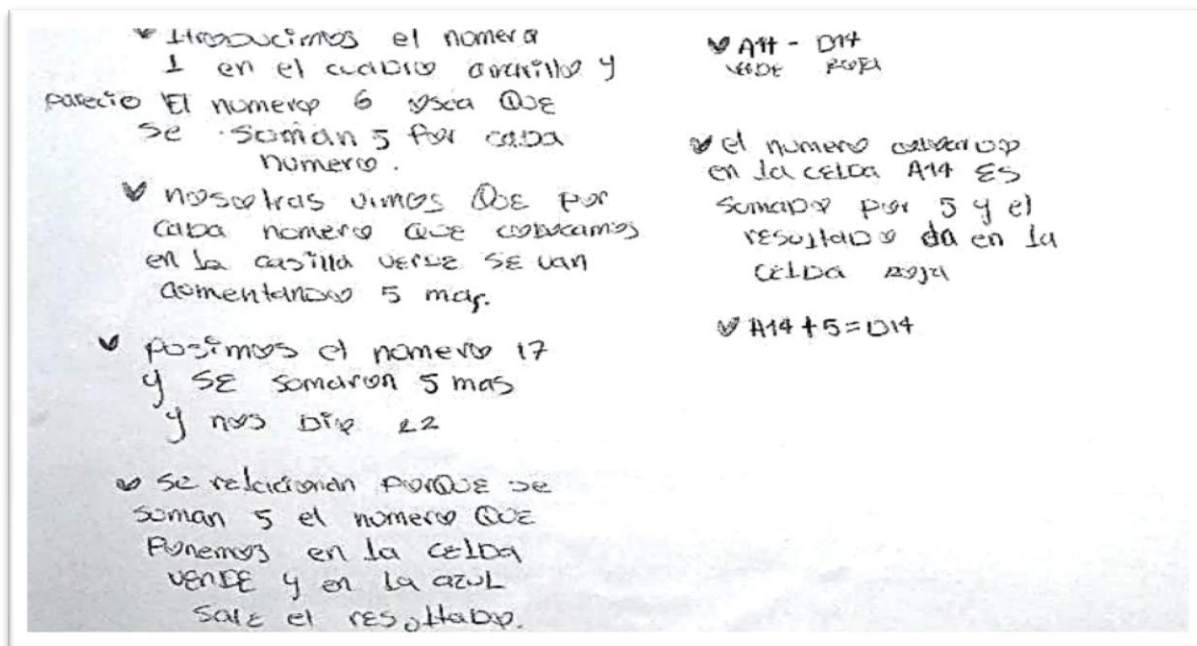 Itroducimos el numero
1 en el cuadro amarillo y
parecio El numero 6 osea QUE
se suman 5 por cada
numero.
nosotras vimos QUE por
cada numero QUE colocamos
en la casilla verde se van
aumentando 5 mas.
pusimos el numero 17
y SE sumaron 5 mas
y nos Dio 22
se relacionan PORQUE se
suman 5 el numero QUE
Ponemos en la celda
VERDE y en La azul
sale el resultado.
A14 - D14
VERDE ROJA
el numero colocado
en la celda A14 ES
sumado por 5 y el
resultado da en la
celda roja
A14 + 5 = D14